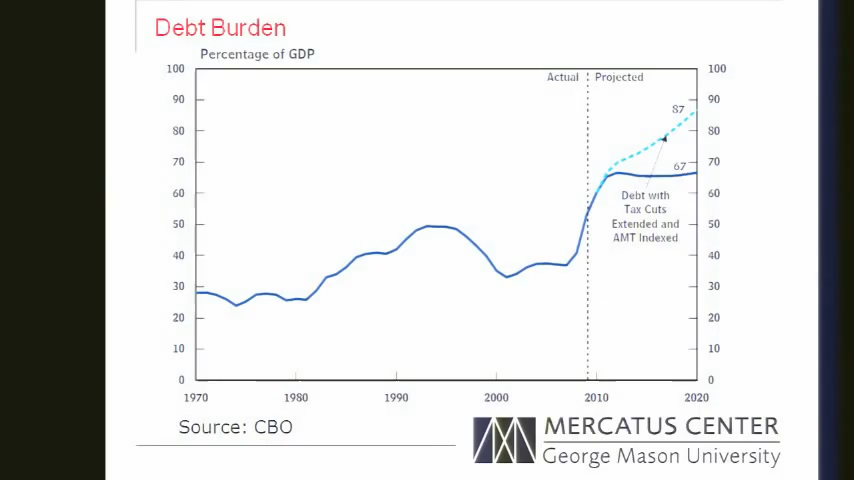 Debt Burden
Percentage of GDP
100
90
80
70
60
50
40
30
20
10
0
Actual
Projected
87
67
Debt with
Tax Cuts
Extended and
AMT Indexed
100
90
80
70
60
50
40
30
20
10
0
1970 1980 1990 2000 2010 2020
Source: CBO
MERCATUS CENTER
George Mason University